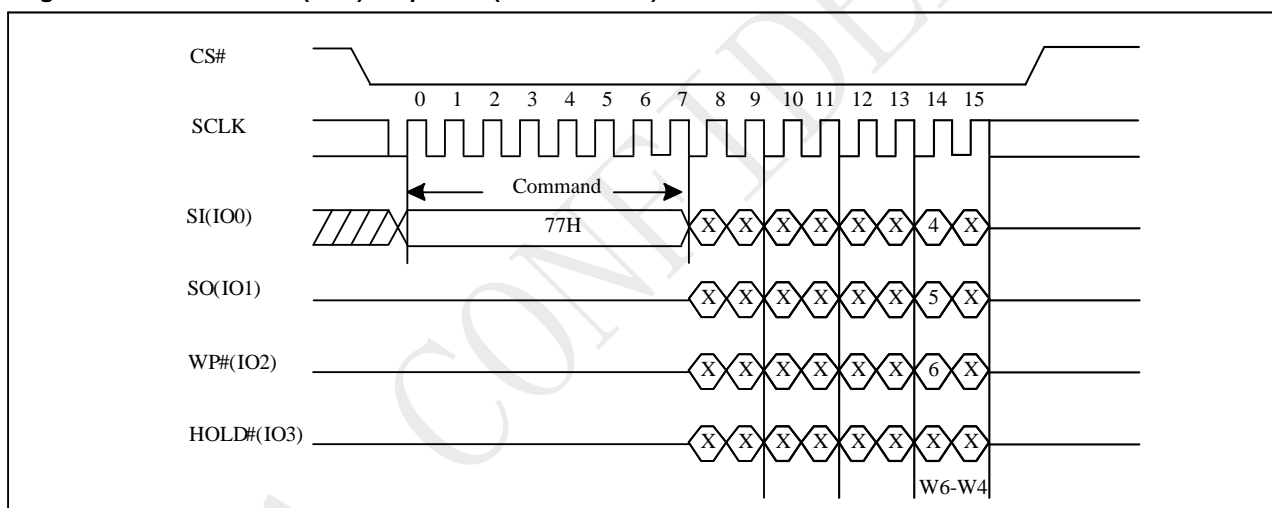 CS#
0 1 2 3 4 5 6 7 8 9 10 11 12 13 14 15
SCLK
Command
SI(IO0)
77H
X X X X X X 4 X
SO(IO1)
X X X X X X 5 X
WP#(IO2)
X X X X X X 6 X
HOLD#(IO3)
X X X X X X X X
W6-W4